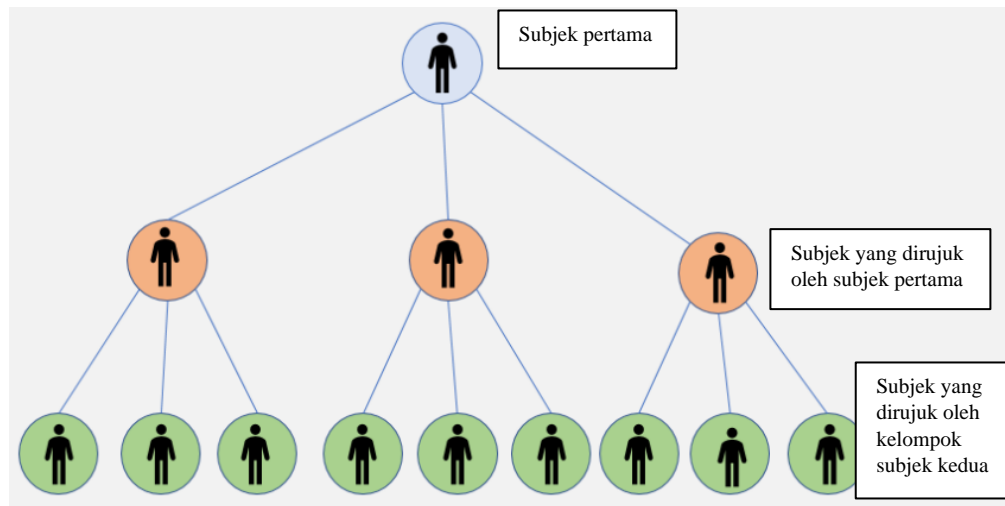 Subjek pertama
Subjek yang dirujuk
oleh subjek pertama
Subjek yang
dirujuk oleh
kelompok
subjek kedua